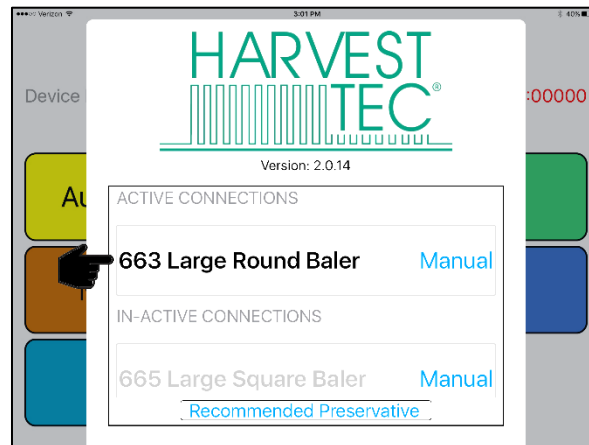 Verizon 3:01 PM 40%
HARVEST
TEC®
Device :00000
Version: 2.0.14
Au
ACTIVE CONNECTIONS
663 Large Round Baler Manual
IN-ACTIVE CONNECTIONS
665 Large Square Baler Manual
Recommended Preservative